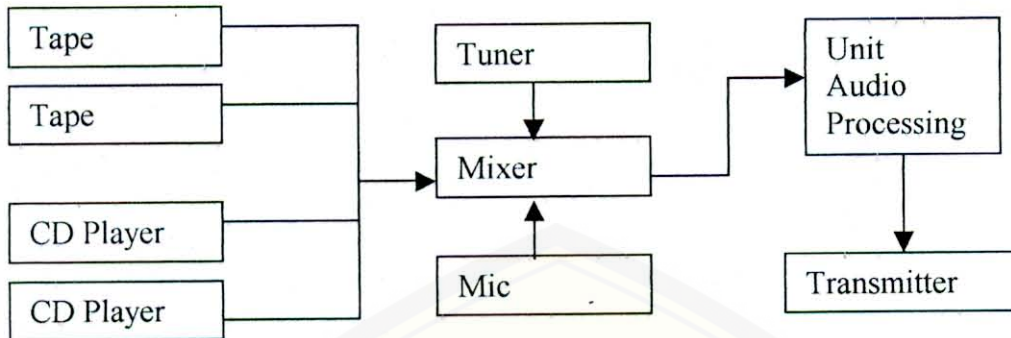 Tape
Tape
CD Player
CD Player
Tuner
Mixer
Mic
Unit
Audio
Processing
Transmitter